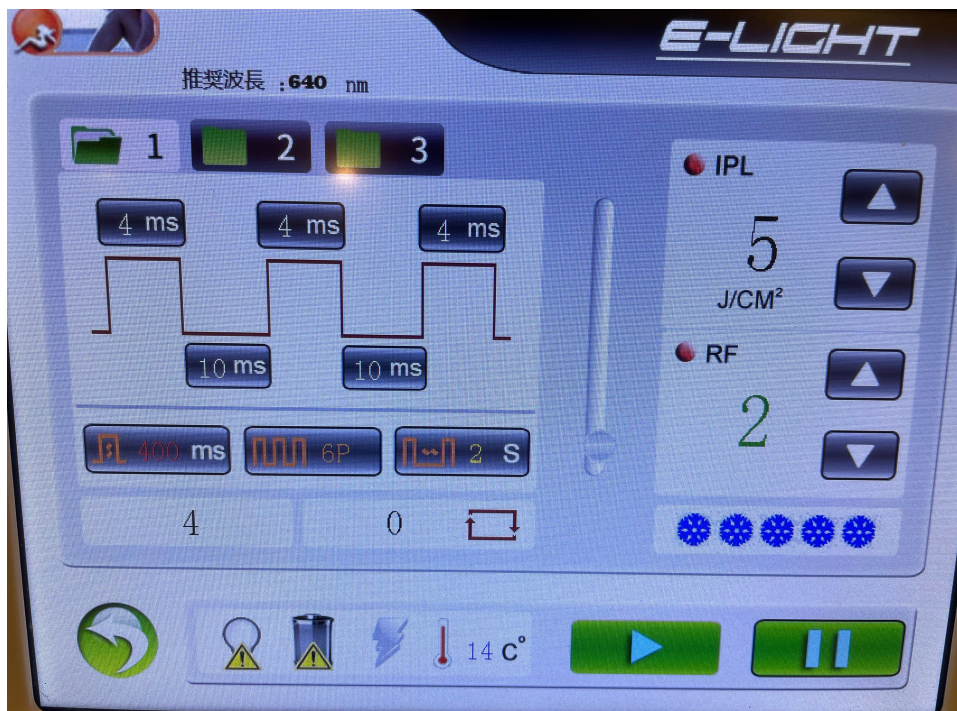 E-LIGHT
推奨波長 :640 nm
1 2 3
4 ms 4 ms 4 ms
10 ms 10 ms
400 ms 6P 2 S
4 0
IPL
5
J/CM²
RF
2
14 C°